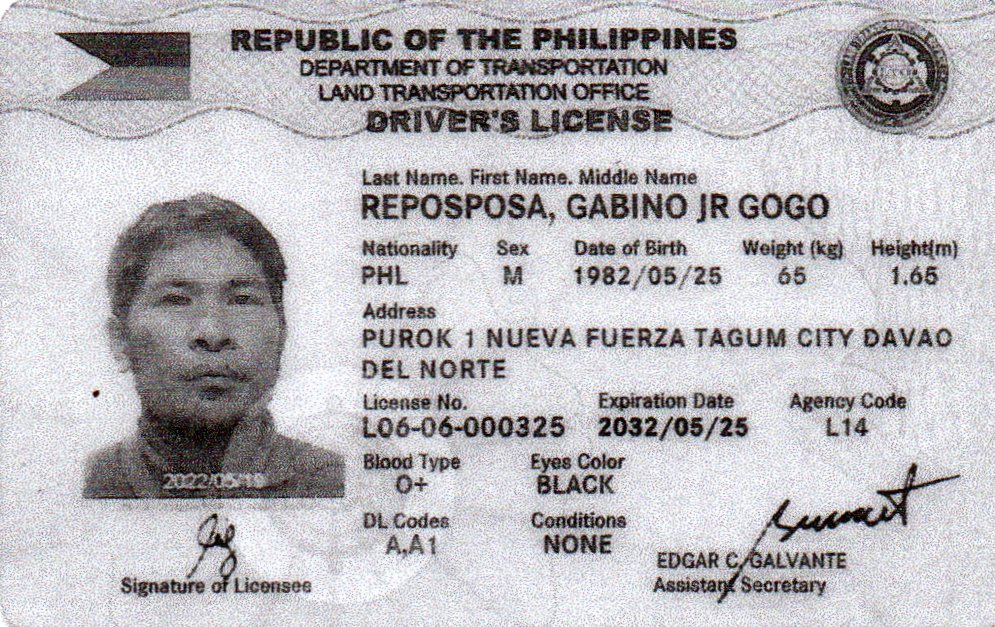 REPUBLIC OF THE PHILIPPINES
DEPARTMENT OF TRANSPORTATION
LAND TRANSPORTATION OFFICE
DRIVER'S LICENSE
Last Name. First Name. Middle Name
REPOSPOSA, GABINO JR GOGO
Nationality Sex Date of Birth Weight (kg) Height(m)
PHL M 1982/05/25 65 1.65
Address
PUROK 1 NUEVA FUERZA TAGUM CITY DAVAO
DEL NORTE
License No. Expiration Date Agency Code
L06-06-000325 2032/05/25 L14
Blood Type Eyes Color
O+ BLACK
DL Codes Conditions
A,A1 NONE
EDGAR C. GALVANTE
Assistant Secretary
Signature of Licensee